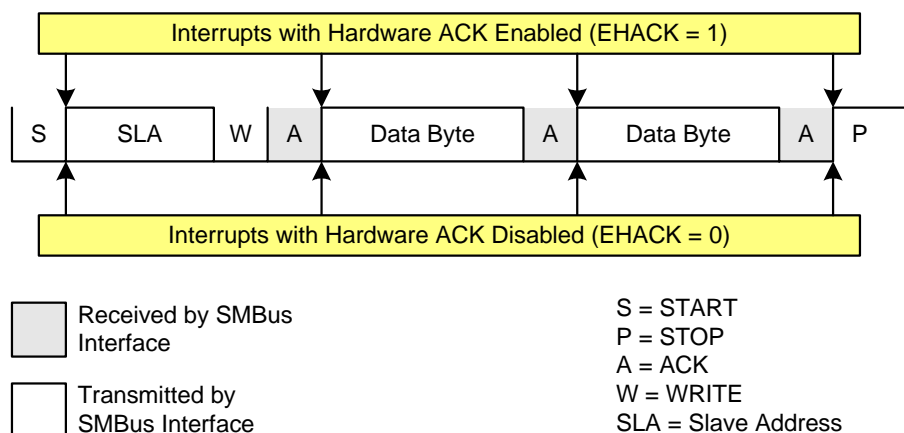 Interrupts with Hardware ACK Enabled (EHACK = 1)
S SLA W A Data Byte A Data Byte A P
Interrupts with Hardware ACK Disabled (EHACK = 0)
Received by SMBus
Interface
Transmitted by
SMBus Interface
S = START
P = STOP
A = ACK
W = WRITE
SLA = Slave Address